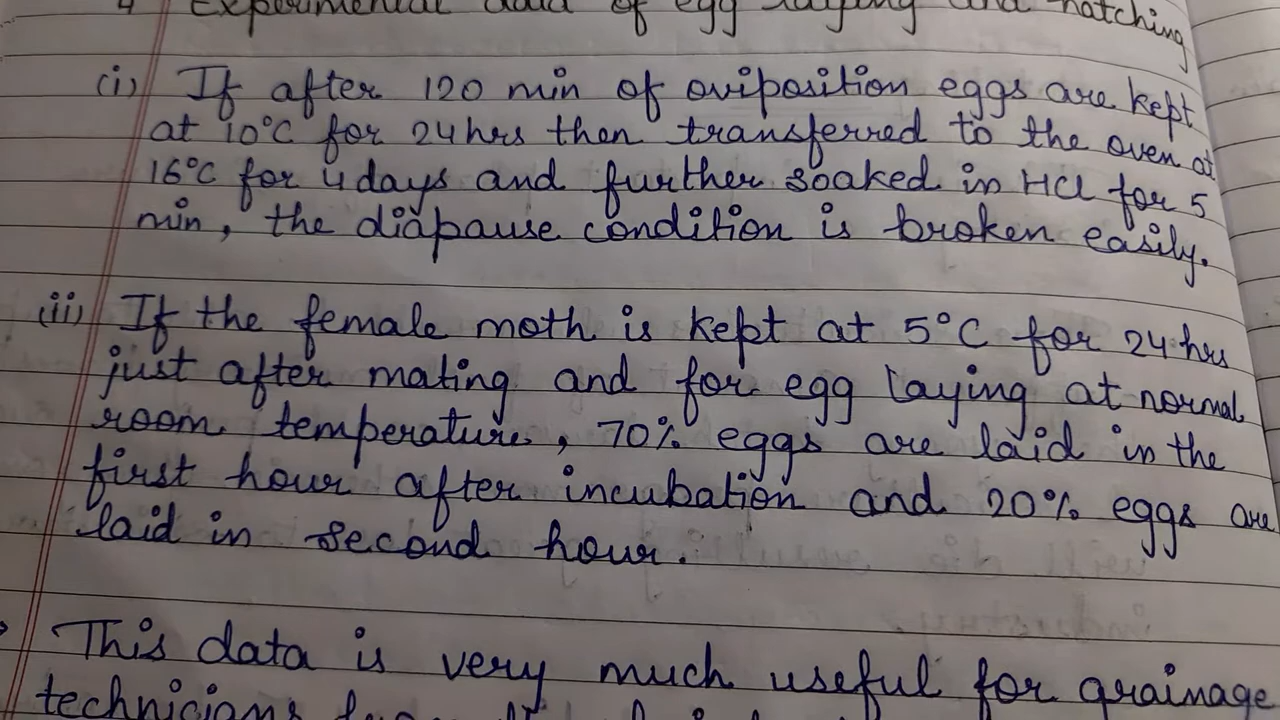 4 Experimental data of egg laying and hatching
(i) If after 120 min of oviposition eggs are kept
at 10°C for 24hrs then transferred to the oven at
16°C for 4days and further soaked in HCl for 5
min, the diapause condition is broken easily.
(ii) If the female moth is kept at 5°C for 24hrs
just after mating and for egg laying at normal
room temperature, 70% eggs are laid in the
first hour after incubation and 20% eggs are
laid in second hour.
This data is very much useful for grainage
technicians